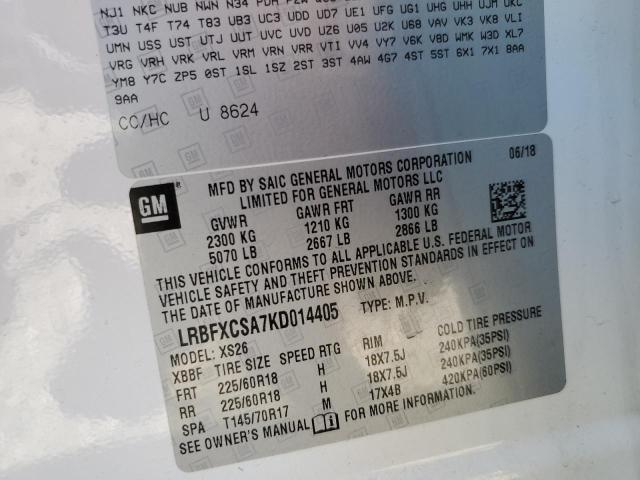 NJ1 NKC NUB NWN N34
T3U T4F T74 T83 UB3 UC3 UDD UD7 UE1 UFG UG1 UHG UHH UJM UKC
UMN USS UST UTJ UUT UVC UVD UZ6 U05 U2K U68 VAV VK3 VK8 VLI
VRG VRH VRK VRL VRM VRN VRR VTI VV4 VY7 V6K V8D WMK W3D XL7
YM8 Y7C ZP5 0ST 1SL 1SZ 2ST 3ST 4AW 4G7 4ST 5ST 6X1 7X1 8AA
9AA
CC/HC U 8624
GM
MFD BY SAIC GENERAL MOTORS CORPORATION 06/18
LIMITED FOR GENERAL MOTORS LLC
GVWR GAWR FRT GAWR RR
2300 KG 1210 KG 1300 KG
5070 LB 2667 LB 2866 LB
THIS VEHICLE CONFORMS TO ALL APPLICABLE U.S. FEDERAL MOTOR
VEHICLE SAFETY AND THEFT PREVENTION STANDARDS IN EFFECT ON
THE DATE OF MANUFACTURE SHOWN ABOVE.
LRBFXCSA7KD014405 TYPE: M.P.V.
MODEL: XS26
XBBF TIRE SIZE SPEED RTG RIM COLD TIRE PRESSURE
FRT 225/60R18 H 18X7.5J 240KPA(35PSI)
RR 225/60R18 H 18X7.5J 240KPA(35PSI)
SPA T145/70R17 M 17X4B 420KPA(60PSI)
SEE OWNER'S MANUAL